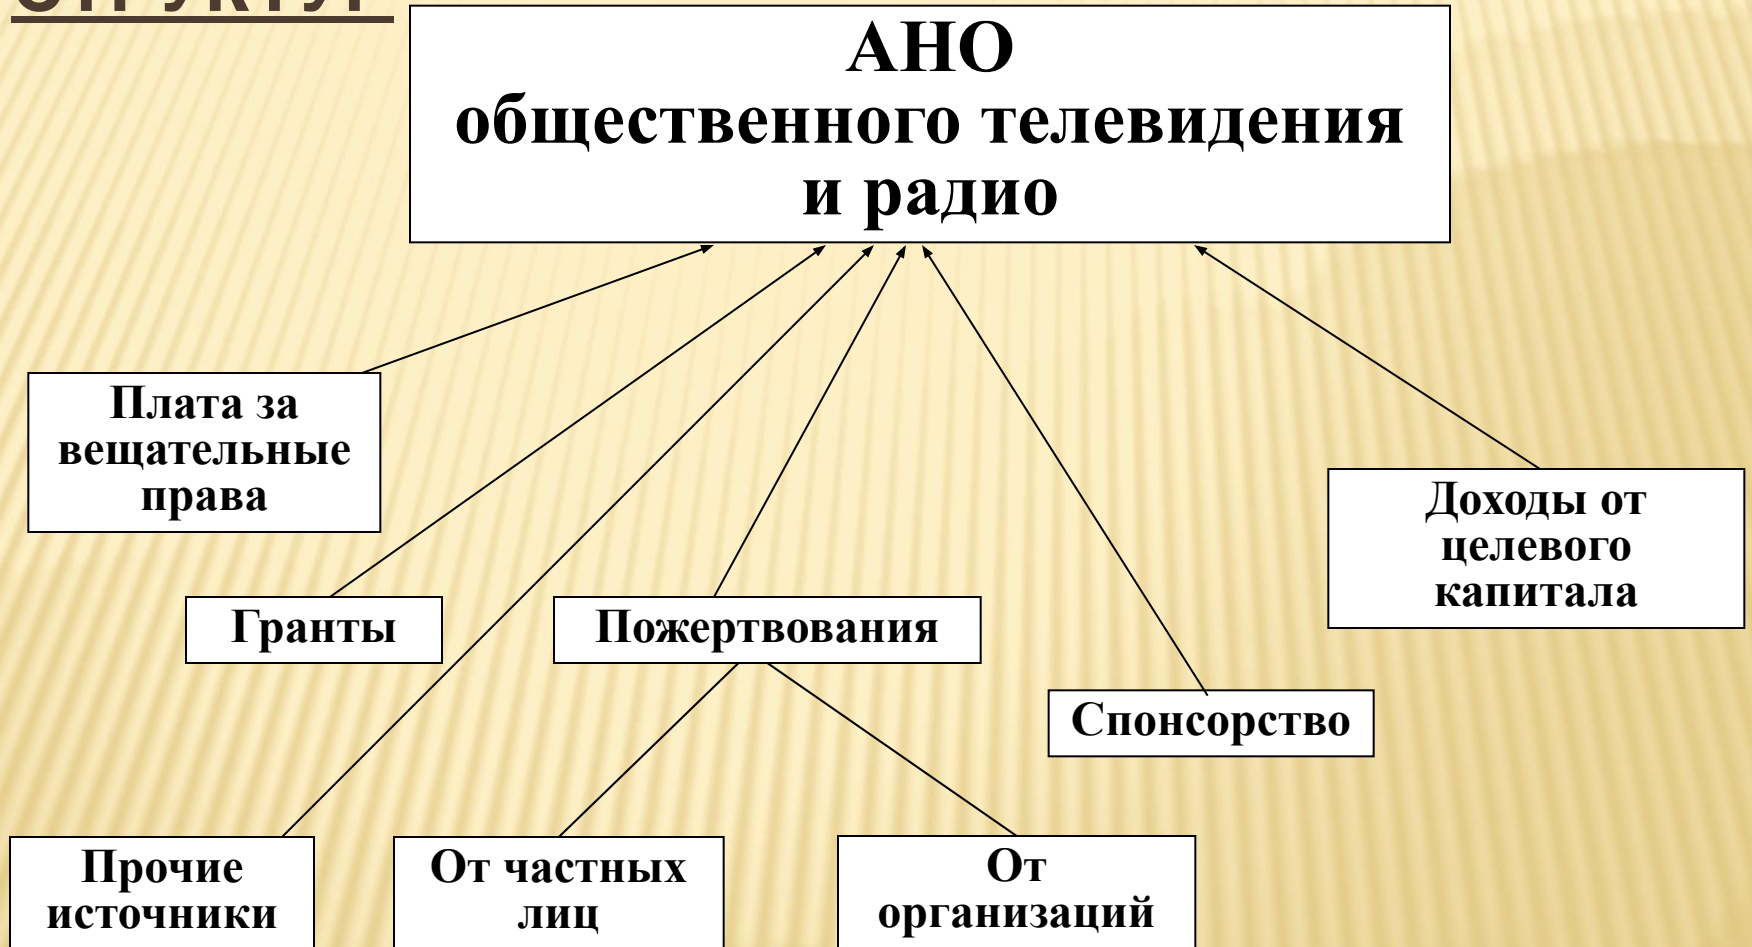 АНО
общественного телевидения
и радио
Плата за
вещательные
права
Доходы от
целевого
капитала
Гранты
Пожертвования
Спонсорство
Прочие
источники
От частных
лиц
От
организаций